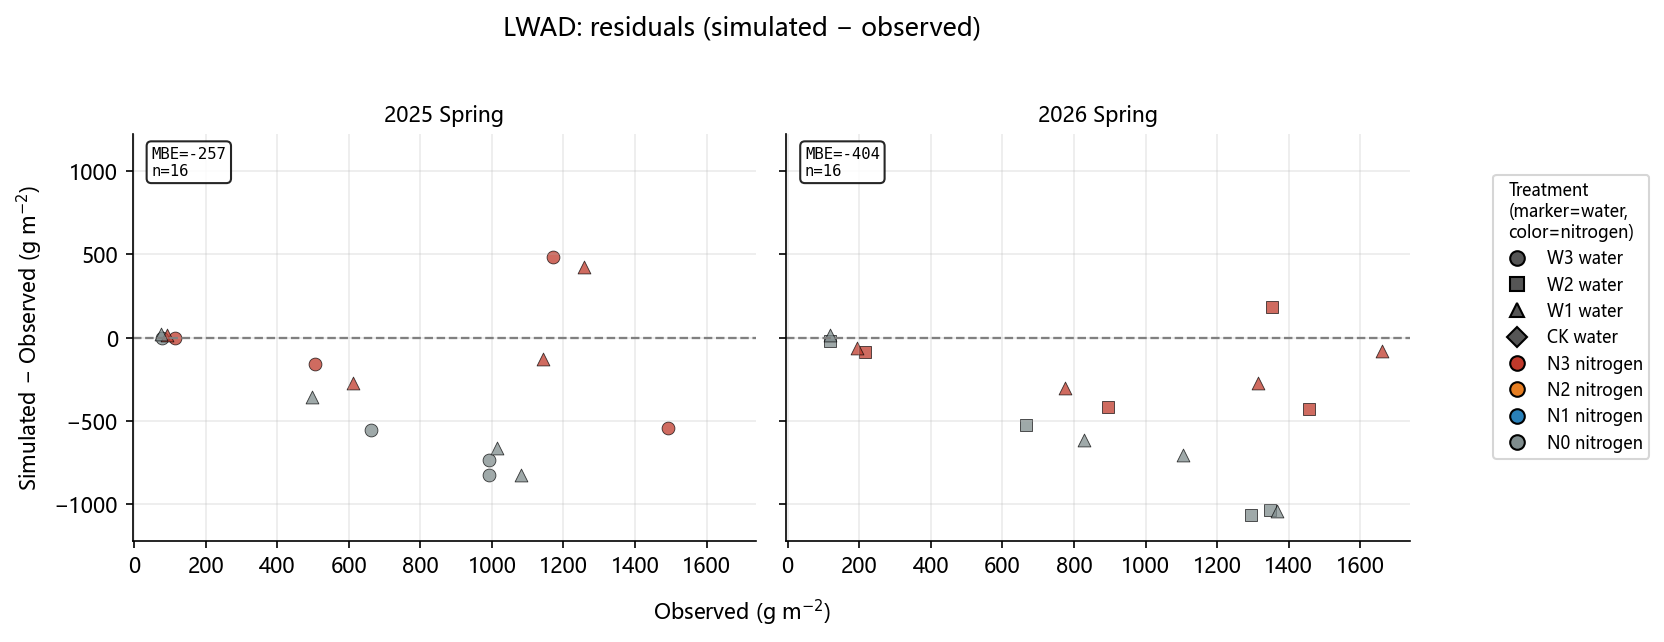 LWAD: residuals (simulated − observed)
2025 Spring
2026 Spring
MBE=-257
n=16
MBE=-404
n=16
Simulated − Observed (g m⁻²)
1000
500
0
−500
−1000
0 200 400 600 800 1000 1200 1400 1600
0 200 400 600 800 1000 1200 1400 1600
Observed (g m⁻²)
Treatment
(marker=water,
color=nitrogen)
W3 water
W2 water
W1 water
CK water
N3 nitrogen
N2 nitrogen
N1 nitrogen
N0 nitrogen